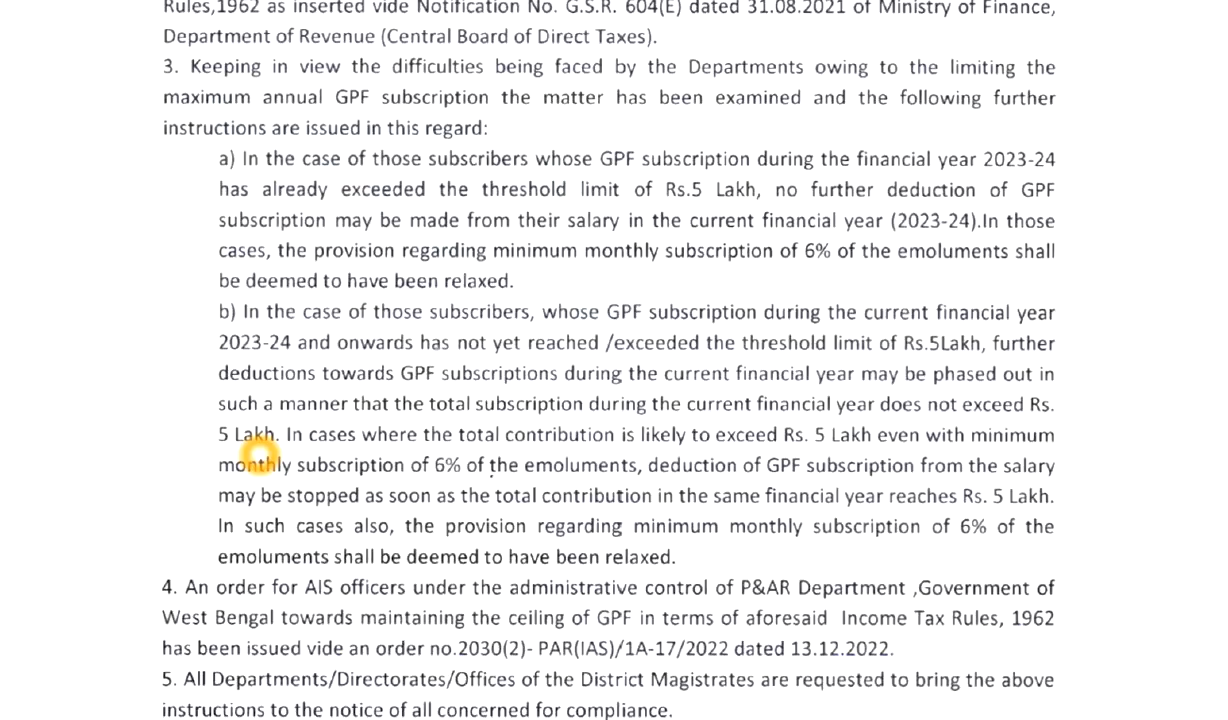 Rules,1962 as inserted vide Notification No. G.S.R. 604(E) dated 31.08.2021 of Ministry of Finance,
Department of Revenue (Central Board of Direct Taxes).
3. Keeping in view the difficulties being faced by the Departments owing to the limiting the
maximum annual GPF subscription the matter has been examined and the following further
instructions are issued in this regard:
a) In the case of those subscribers whose GPF subscription during the financial year 2023-24
has already exceeded the threshold limit of Rs.5 Lakh, no further deduction of GPF
subscription may be made from their salary in the current financial year (2023-24).In those
cases, the provision regarding minimum monthly subscription of 6% of the emoluments shall
be deemed to have been relaxed.
b) In the case of those subscribers, whose GPF subscription during the current financial year
2023-24 and onwards has not yet reached /exceeded the threshold limit of Rs.5Lakh, further
deductions towards GPF subscriptions during the current financial year may be phased out in
such a manner that the total subscription during the current financial year does not exceed Rs.
5 Lakh. In cases where the total contribution is likely to exceed Rs. 5 Lakh even with minimum
monthly subscription of 6% of the emoluments, deduction of GPF subscription from the salary
may be stopped as soon as the total contribution in the same financial year reaches Rs. 5 Lakh.
In such cases also, the provision regarding minimum monthly subscription of 6% of the
emoluments shall be deemed to have been relaxed.
4. An order for AIS officers under the administrative control of P&AR Department ,Government of
West Bengal towards maintaining the ceiling of GPF in terms of aforesaid Income Tax Rules, 1962
has been issued vide an order no.2030(2)- PAR(IAS)/1A-17/2022 dated 13.12.2022.
5. All Departments/Directorates/Offices of the District Magistrates are requested to bring the above
instructions to the notice of all concerned for compliance.